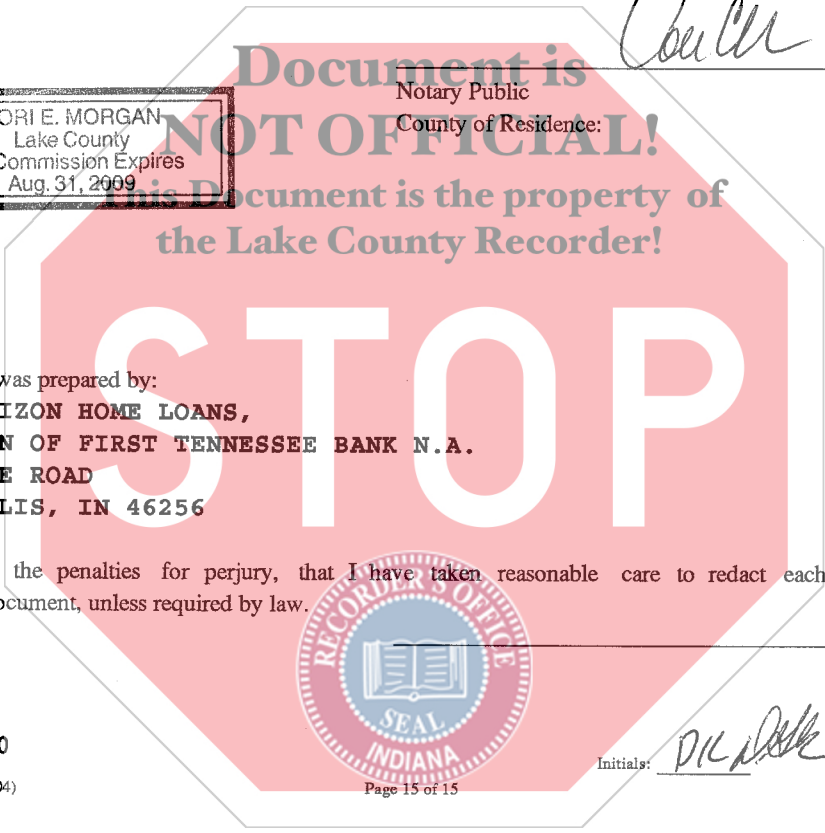 Document is
Notary Public
NOT OFFICIAL!
County of Residence:
ORI E. MORGAN
Lake County
Commission Expires
Aug. 31, 2009
This Document is the property of
the Lake County Recorder!
STOP
was prepared by:
IZON HOME LOANS,
N OF FIRST TENNESSEE BANK N.A.
E ROAD
LIS, IN 46256
the penalties for perjury, that I have taken reasonable care to redact each
ocument, unless required by law.
RECORDER'S OFFICE
SEAL
INDIANA
0
Initials: DK
04)
Page 15 of 15